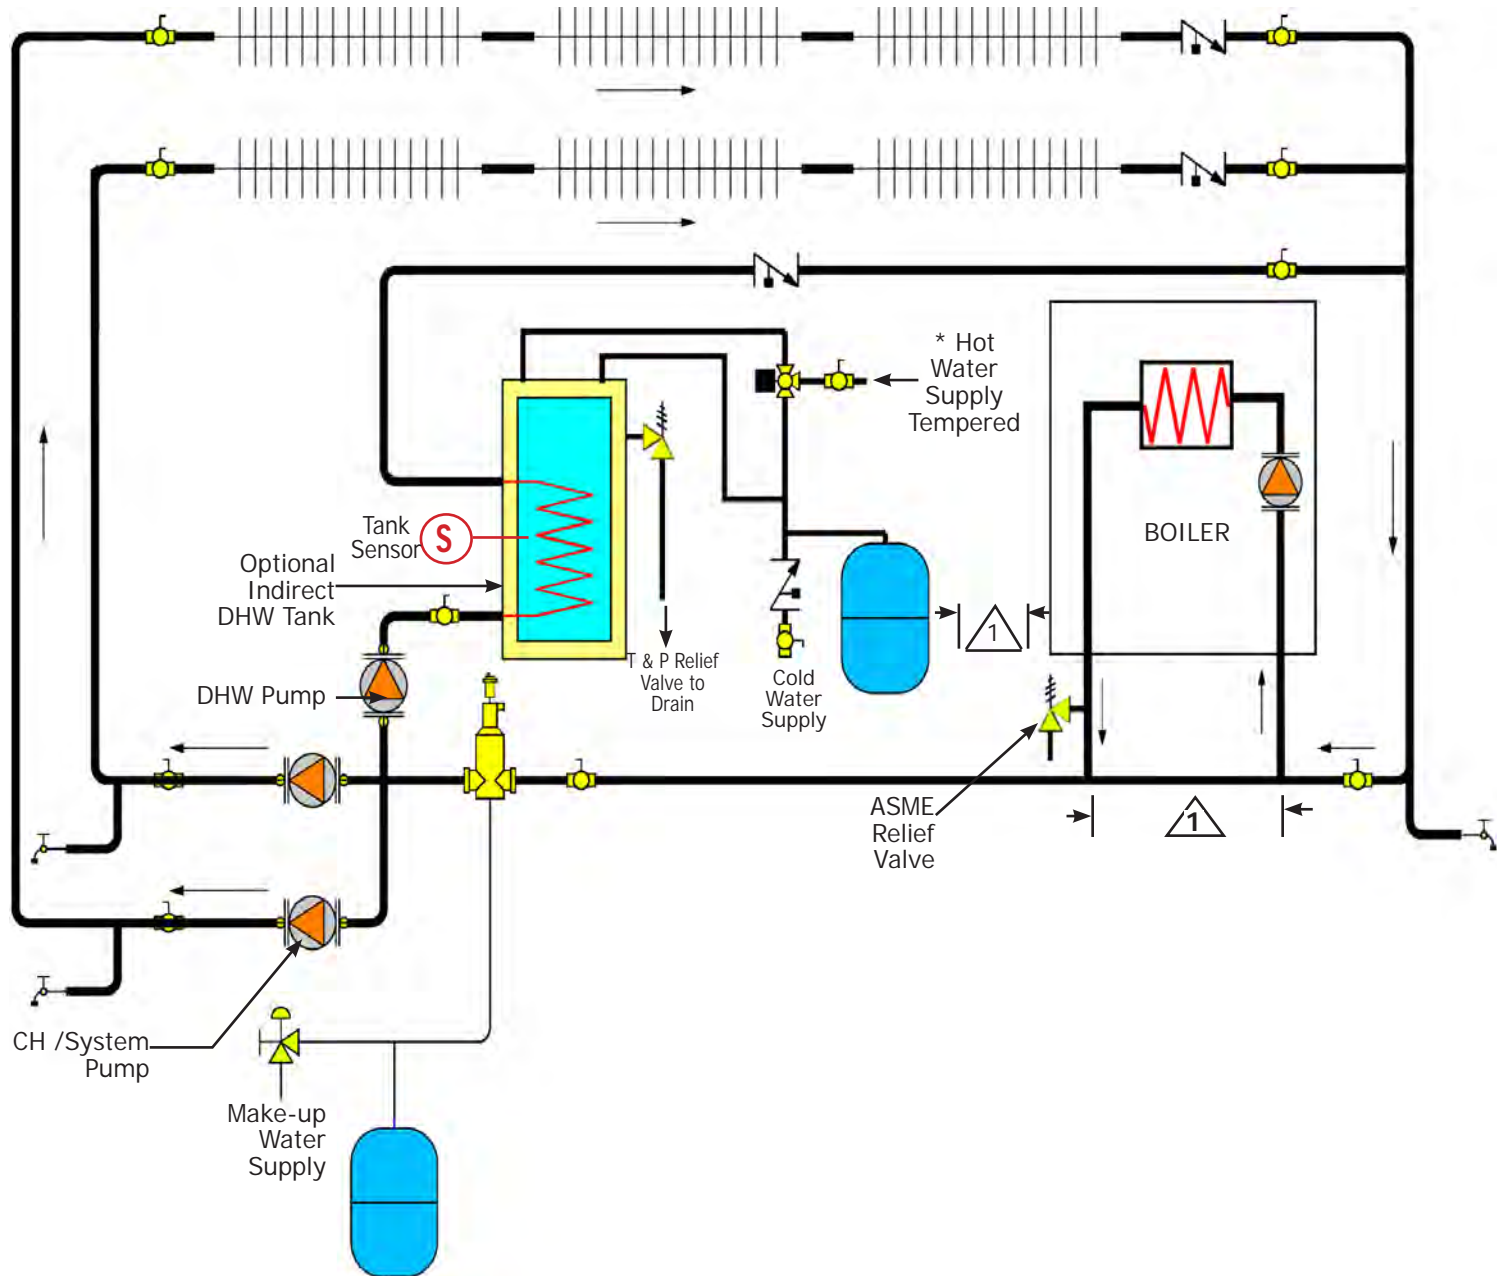 * Hot
Water
Supply
Tempered
BOILER
Tank
Sensor
S
Optional
Indirect
DHW Tank
1
T & P Relief
Valve to
Drain
Cold
Water
Supply
DHW Pump
ASME
Relief
Valve
1
CH /System
Pump
Make-up
Water
Supply